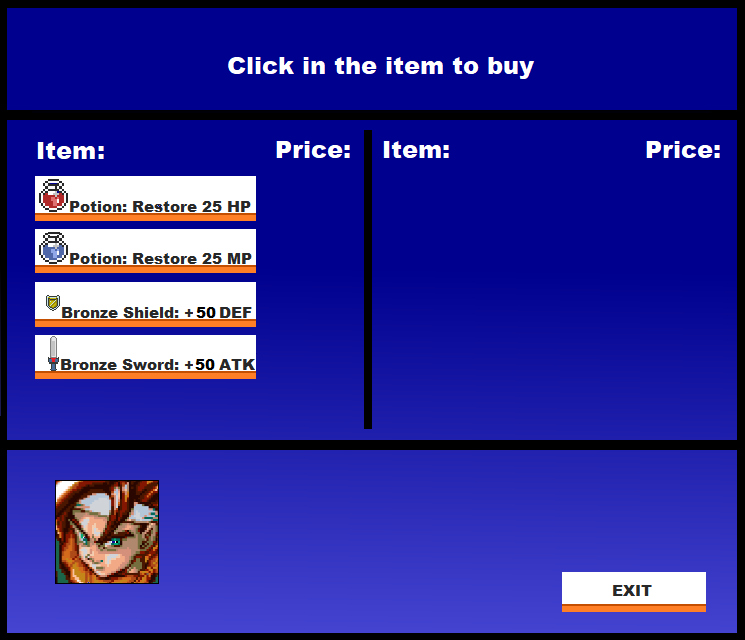 Click in the item to buy
Item: Price: Item: Price:
Potion: Restore 25 HP
Potion: Restore 25 MP
Bronze Shield: +50 DEF
Bronze Sword: +50 ATK
EXIT